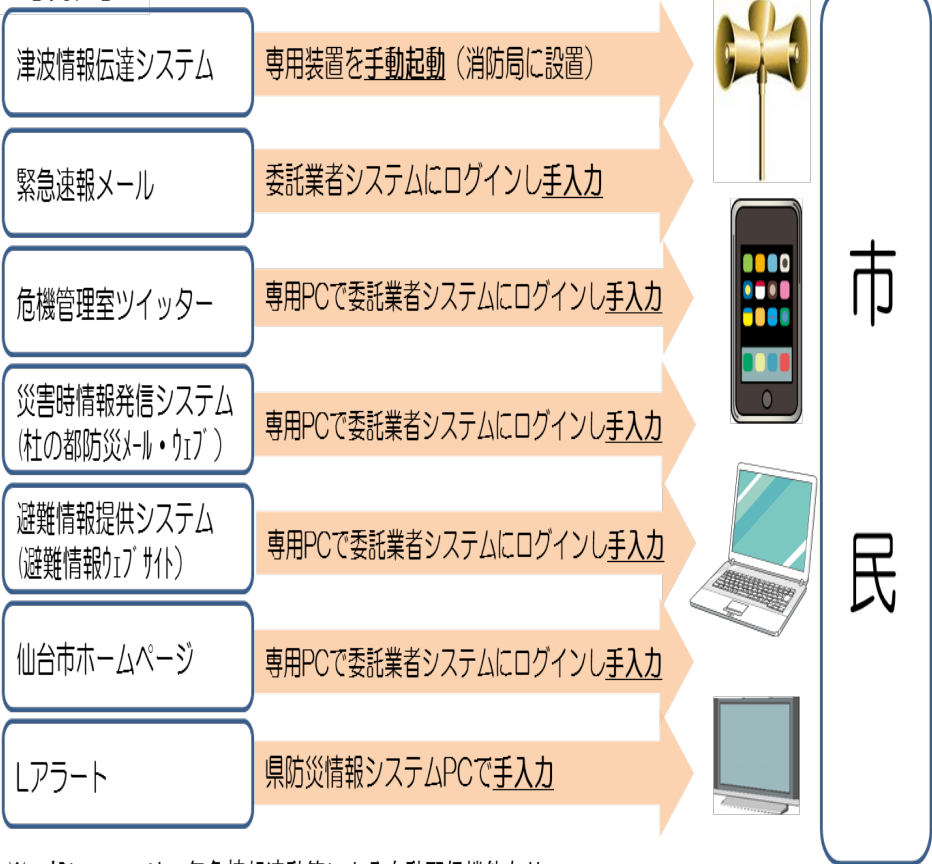 津波情報伝達システム
専用装置を手動起動（消防局に設置）
緊急速報メール
委託業者システムにログインし手入力
危機管理室ツイッター
専用PCで委託業者システムにログインし手入力
災害時情報発信システム
(杜の都防災ﾒｰﾙ・ｳｪﾌﾞ)
専用PCで委託業者システムにログインし手入力
避難情報提供システム
(避難情報ｳｪﾌﾞｻｲﾄ)
専用PCで委託業者システムにログインし手入力
仙台市ホームページ
専用PCで委託業者システムにログインし手入力
Lアラート
県防災情報システムPCで手入力
市民